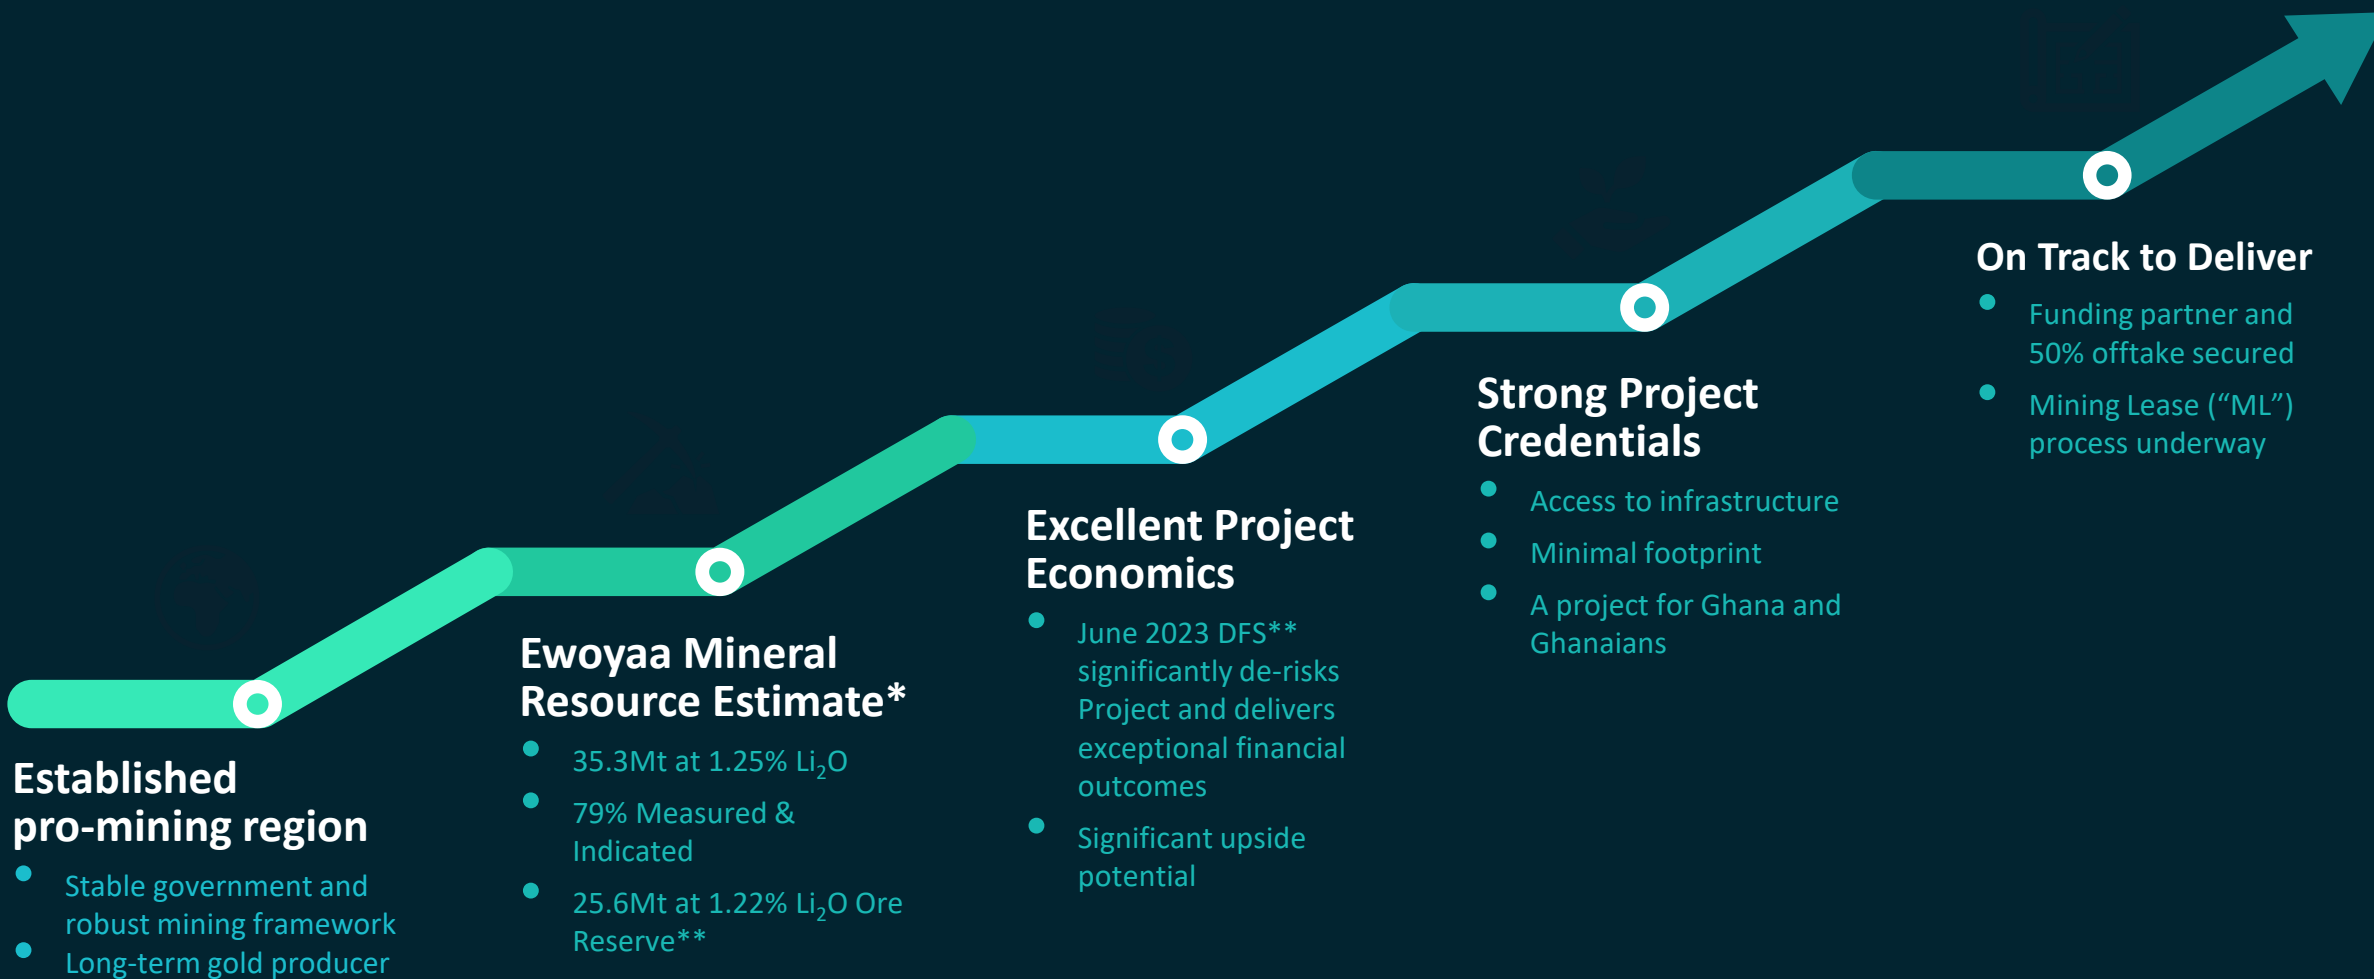 Established
pro-mining region
Stable government and
robust mining framework
Long-term gold producer
Ewoyaa Mineral
Resource Estimate*
35.3Mt at 1.25% Li₂O
79% Measured &
Indicated
25.6Mt at 1.22% Li₂O Ore
Reserve**
Excellent Project
Economics
June 2023 DFS**
significantly de-risks
Project and delivers
exceptional financial
outcomes
Significant upside
potential
Strong Project
Credentials
Access to infrastructure
Minimal footprint
A project for Ghana and
Ghanaians
On Track to Deliver
Funding partner and
50% offtake secured
Mining Lease (“ML”)
process underway